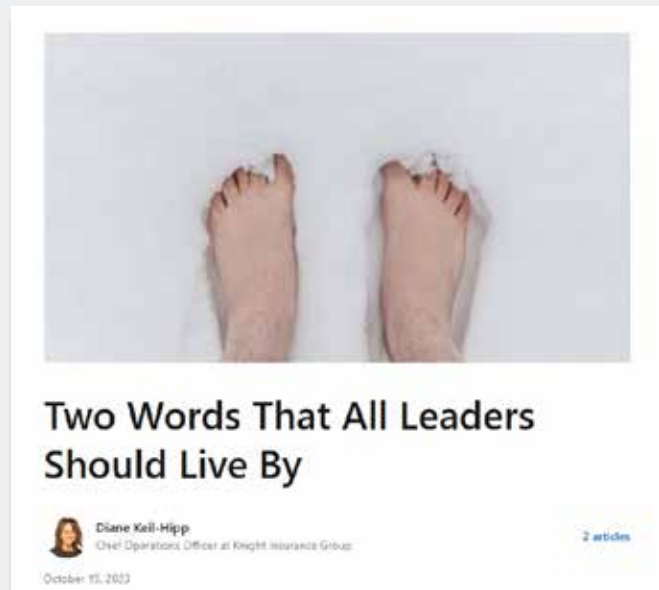 Two Words That All Leaders
Should Live By
Diane Keil-Hipp
Chief Operations Officer at Knight Insurance Group
2 articles
October 15, 2023